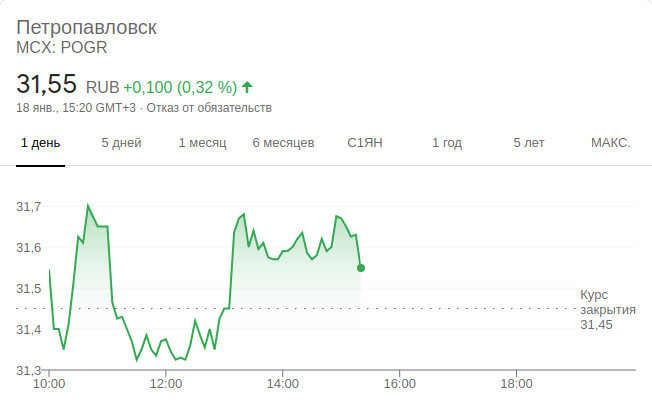 Петропавловск
MCX: POGR
31,55 RUB +0,100 (0,32 %)
18 янв., 15:20 GMT+3 · Отказ от обязательств
1 день 5 дней 1 месяц 6 месяцев С1ЯН 1 год 5 лет МАКС.
31,7
31,6
31,5
31,4
31,3
Курс
закрытия
31,45
10:00 12:00 14:00 16:00 18:00